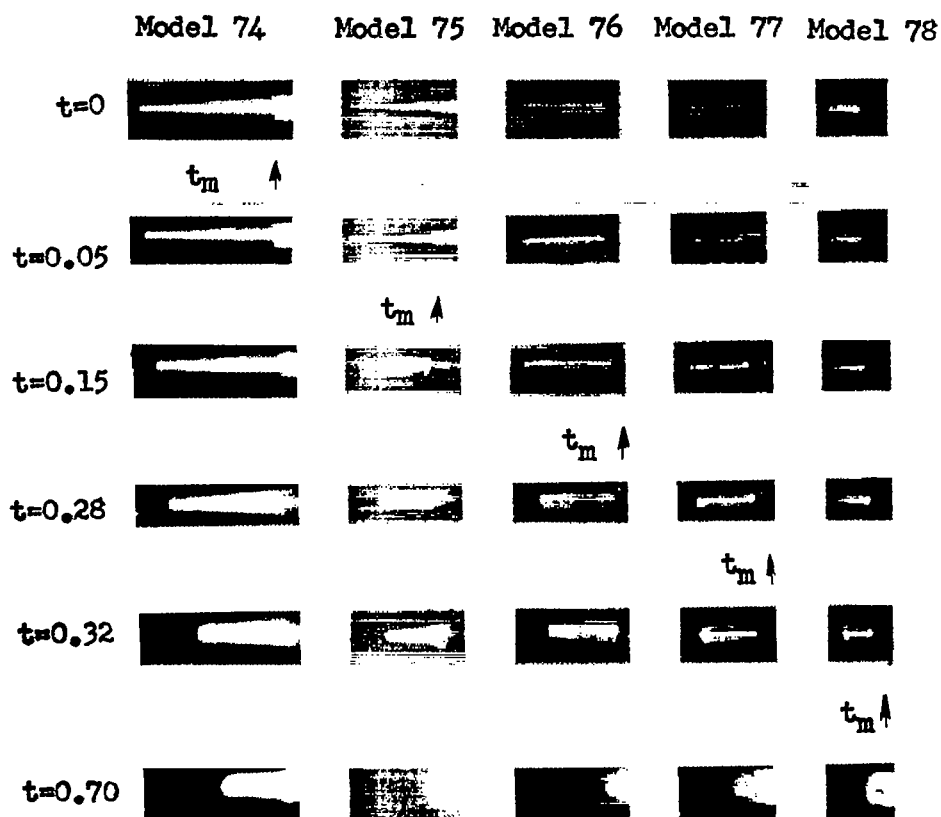 Model 74 Model 75 Model 76 Model 77 Model 78
t=0
tm
t=0.05
tm
t=0.15
tm
t=0.28
tm
t=0.32
tm
t=0.70